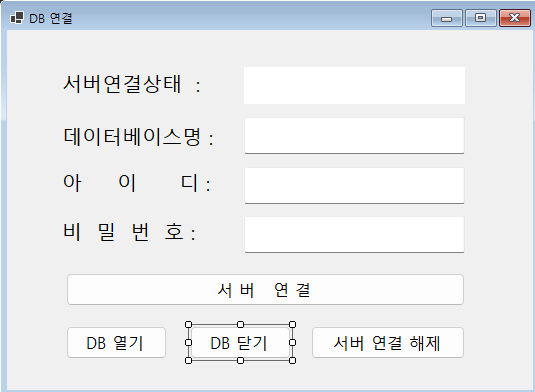 DB 연결
서버연결상태 :
데이터베이스명 :
아 이 디 :
비 밀 번 호 :
서 버 연 결
DB 열기 DB 닫기 서버 연결 해제